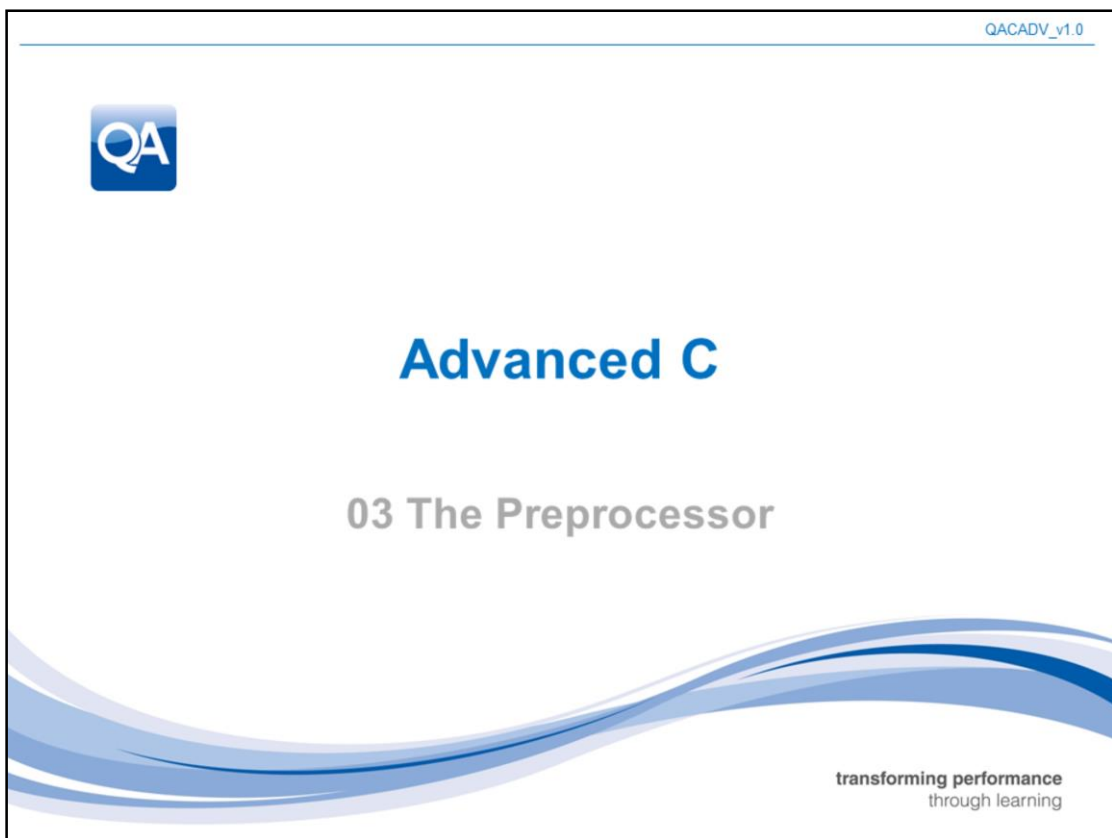 QACADV_v1.0
QA
Advanced C
03 The Preprocessor
transforming performance
through learning